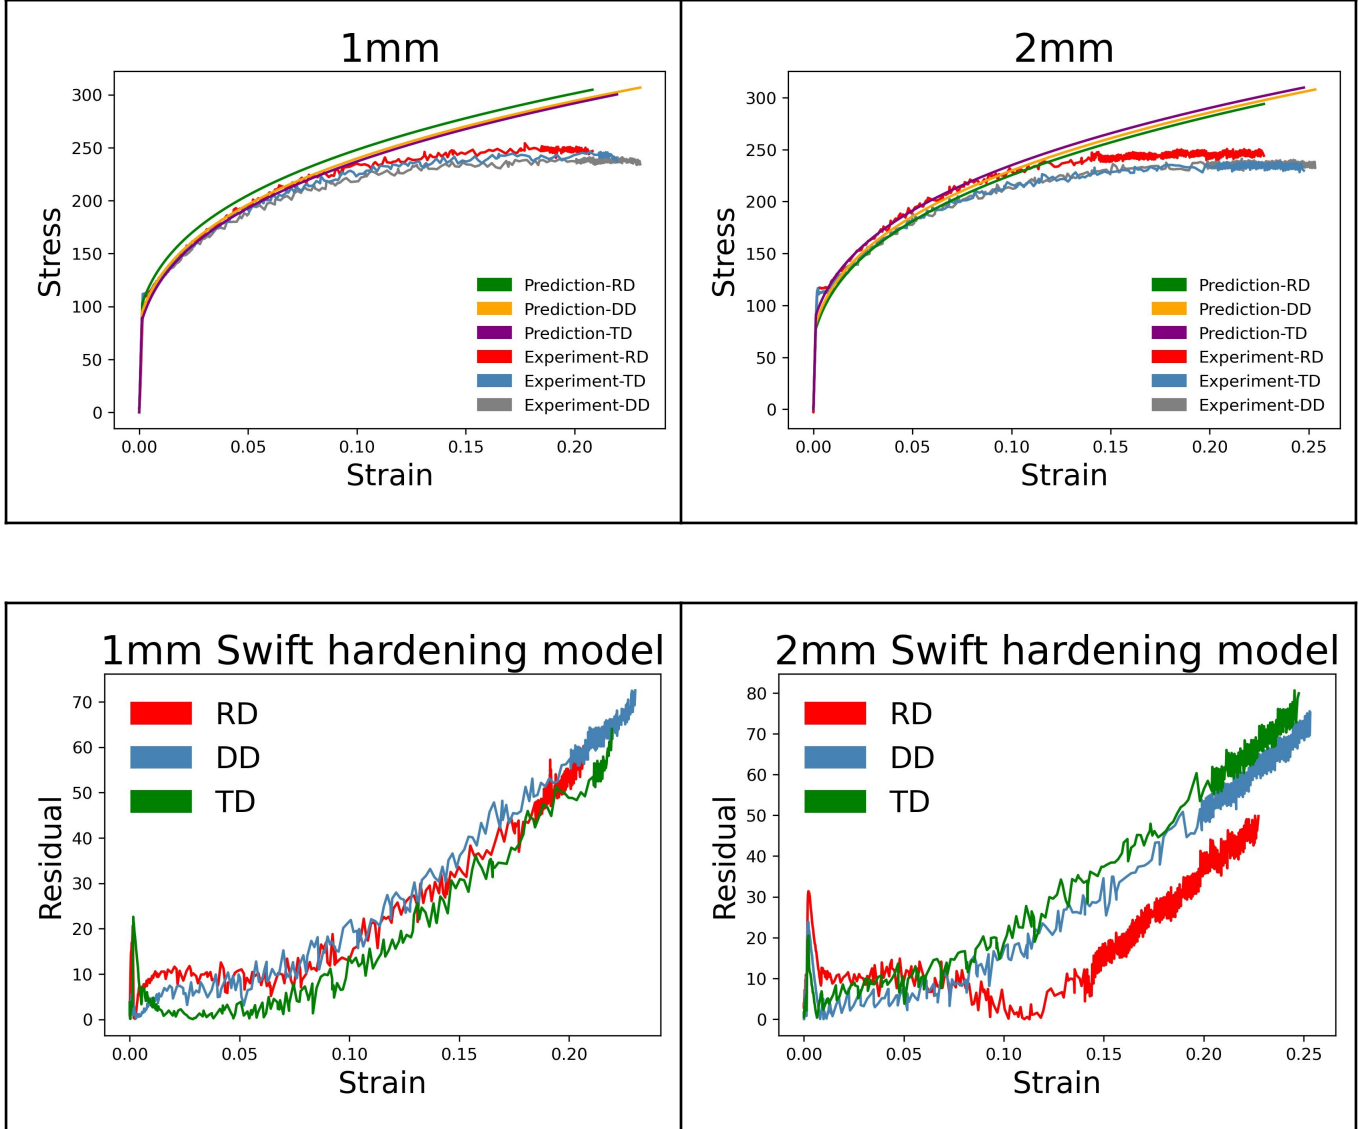 1mm
300
250
200
150
100
50
0
Stress
0.00 0.05 0.10 0.15 0.20
Strain
Prediction-RD
Prediction-DD
Prediction-TD
Experiment-RD
Experiment-TD
Experiment-DD
2mm
300
250
200
150
100
50
0
Stress
0.00 0.05 0.10 0.15 0.20 0.25
Strain
Prediction-RD
Prediction-DD
Prediction-TD
Experiment-RD
Experiment-TD
Experiment-DD
1mm Swift hardening model
70
60
50
40
30
20
10
0
Residual
RD
DD
TD
0.00 0.05 0.10 0.15 0.20
Strain
2mm Swift hardening model
80
70
60
50
40
30
20
10
0
Residual
RD
DD
TD
0.00 0.05 0.10 0.15 0.20 0.25
Strain